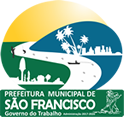 PREFEITURA MUNICIPAL DE
SÃO FRANCISCO
Governo do Trabalho